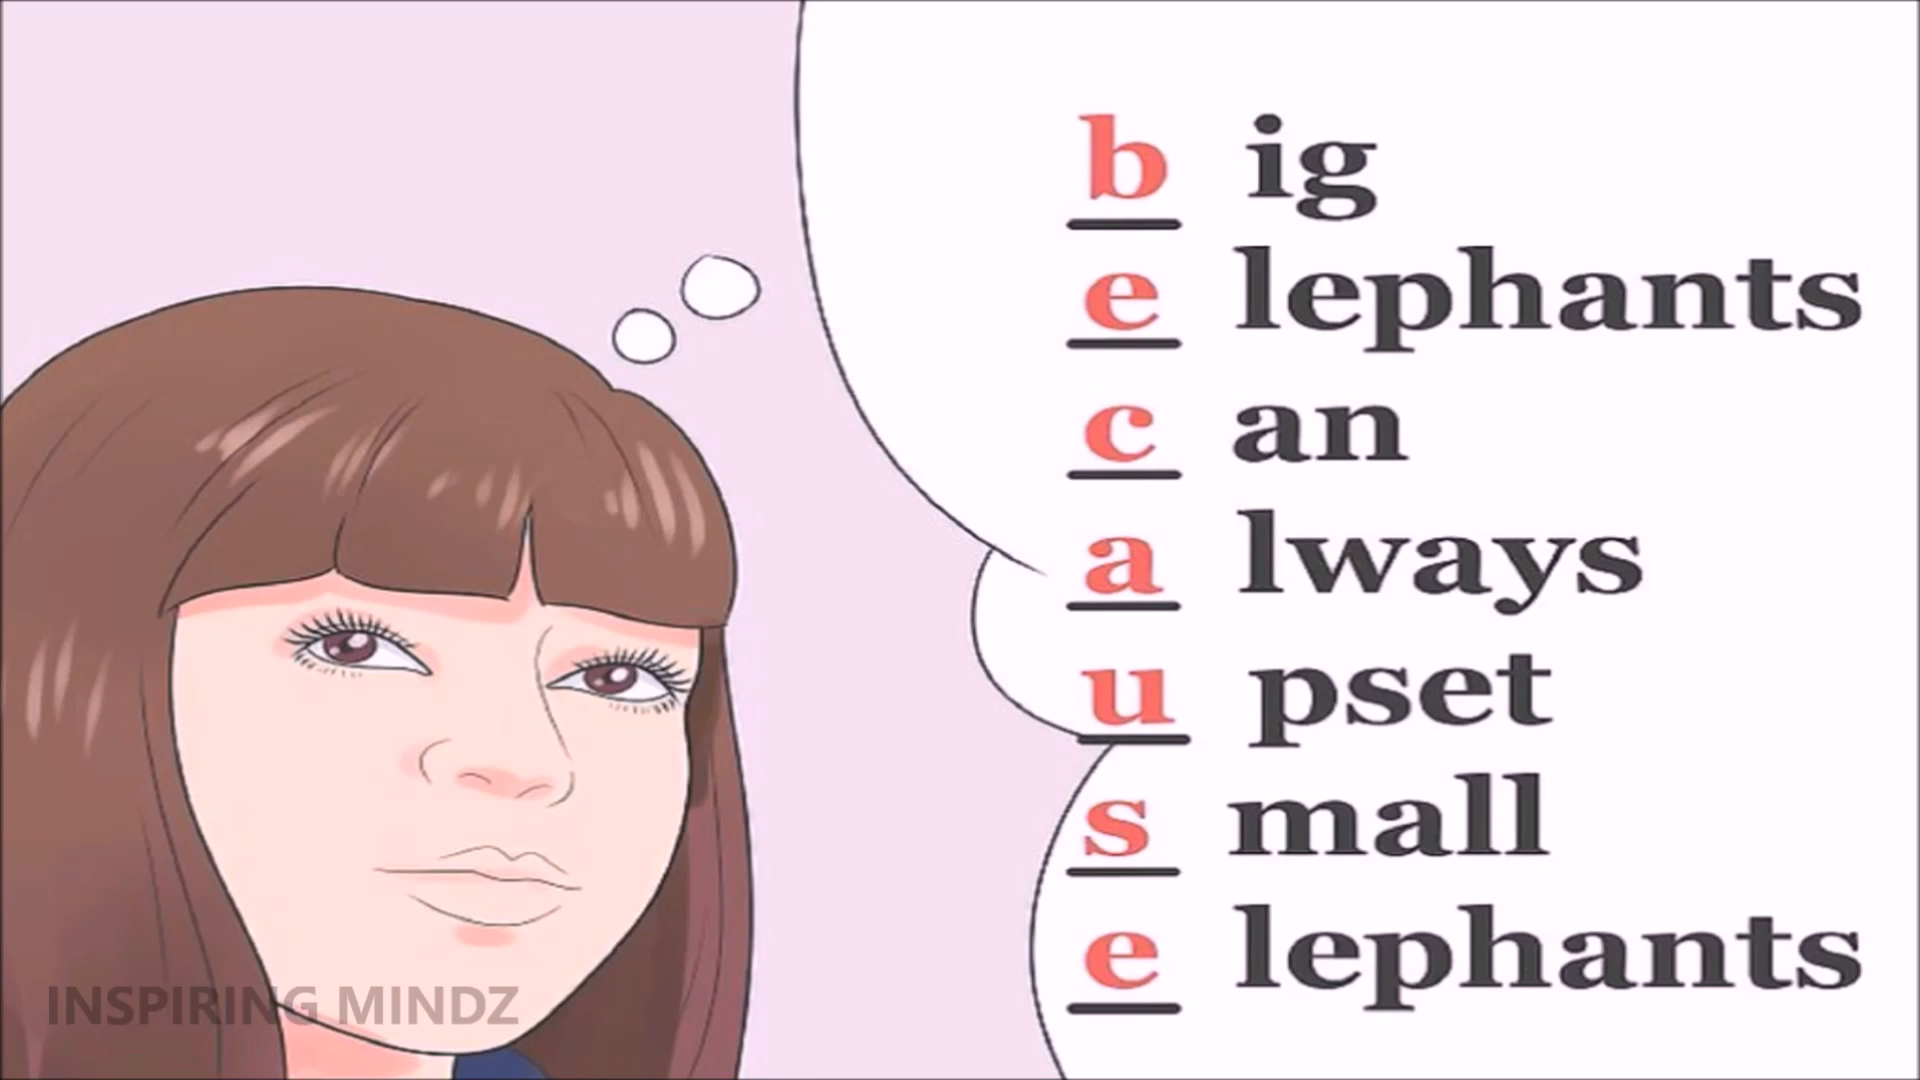 b ig
e lephants
c an
a lways
u pset
s mall
e lephants
INSPIRING MINDZ